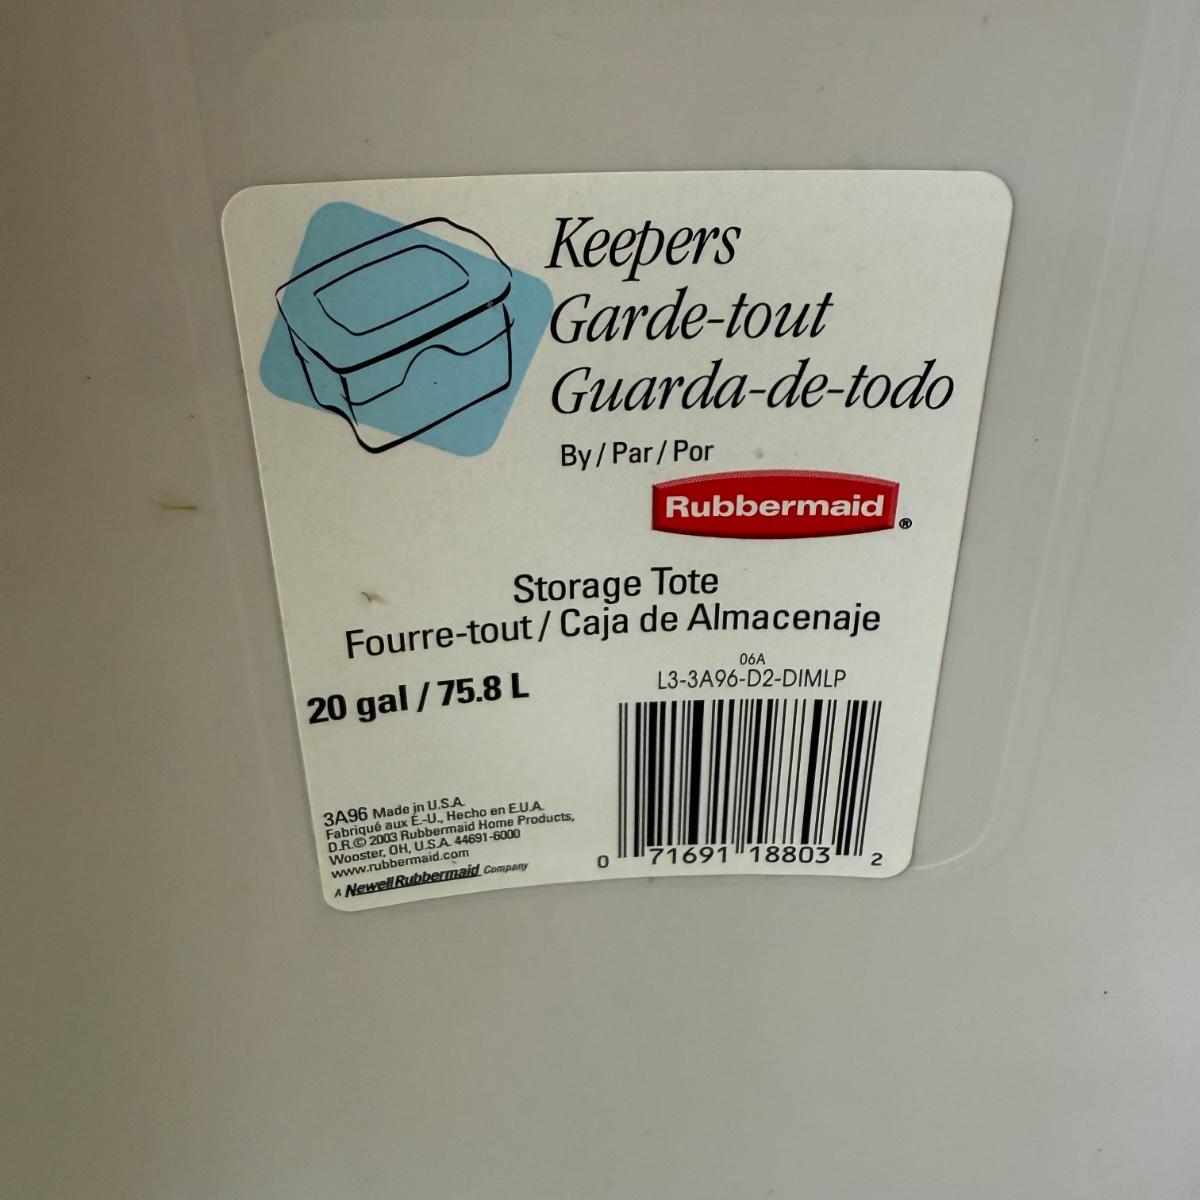 Keepers
Garde-tout
Guarda-de-todo
By / Par / Por
Rubbermaid®
Storage Tote
Fourre-tout / Caja de Almacenaje
20 gal / 75.8 L
06A
L3-3A96-D2-DIMLP
3A96 Made in U.S.A.
Fabriqué aux É.-U., Hecho en E.U.A.
D.R.© 2003 Rubbermaid Home Products,
Wooster, OH, U.S.A. 44691-6000
www.rubbermaid.com
A Newell Rubbermaid Company
0 71691 18803 2